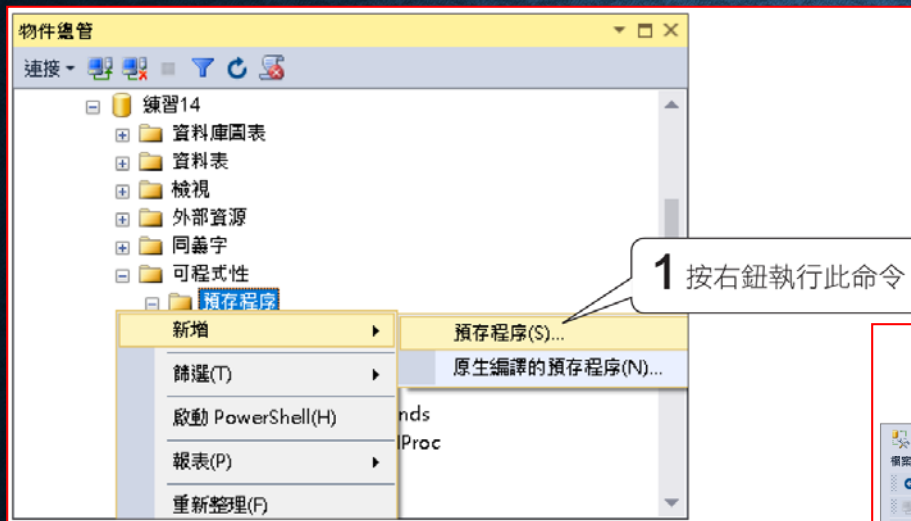 物件總管
連接
練習14
資料庫圖表
資料表
檢視
外部資源
同義字
可程式性
預存程序
新增
預存程序(S)...
1 按右鈕執行此命令
篩選(T)
原生編譯的預存程序(N)...
啟動 PowerShell(H)
nds
報表(P)
lProc
重新整理(F)
檔案